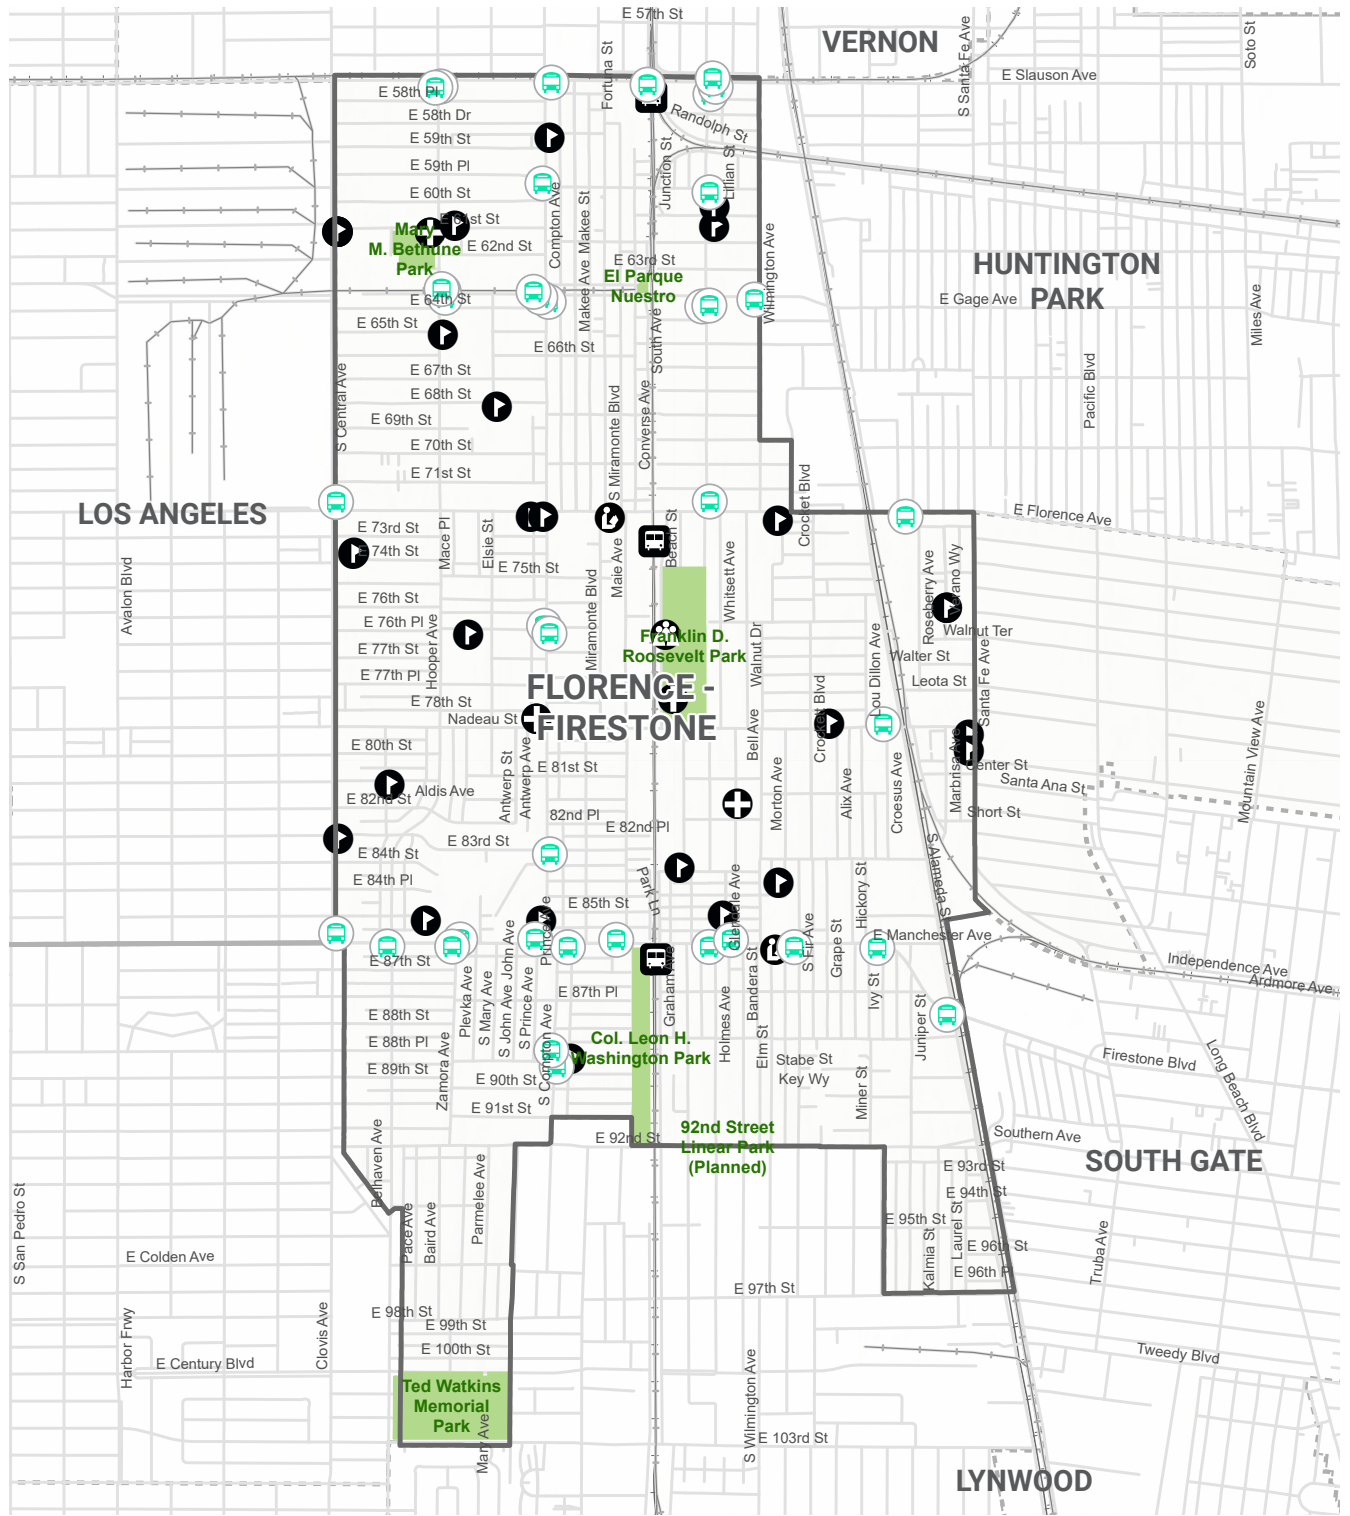 E 57th St
VERNON
S Santa Fe Ave
Soto St
E Slauson Ave
Fortuna St
E 58th Pl
E 58th Dr
Randolph St
E 59th St
Junction St
Lillian St
E 59th Pl
E 60th St
Compton Ave
Makee St
E 61st St
Mary
M. Bethune
Park
E 62nd St
Wilmington Ave
E 63rd St
El Parque
Nuestro
HUNTINGTON
PARK
E 64th St
Makee Ave
E Gage Ave
Miles Ave
E 65th St
South Ave
E 66th St
Pacific Blvd
E 67th St
S Central Ave
E 68th St
S Miramonte Blvd
Converse Ave
E 69th St
E 70th St
E 71st St
Crocket Blvd
LOS ANGELES
E Florence Ave
E 73rd St
Mace Pl
Elsie St
Beach St
E 74th St
Maie Ave
E 75th St
Whitsett Ave
Roseberry Ave
Verano Wy
Avalon Blvd
E 76th St
Miramonte Blvd
E 76th Pl
Hooper Ave
Walnut Ter
Franklin D.
Roosevelt Park
Walnut Dr
E 77th St
Walter St
Lou Dillon Ave
Santa Fe Ave
E 77th Pl
Leota St
FLORENCE -
FIRESTONE
Crockett Blvd
E 78th St
Nadeau St
Bell Ave
Mountain View Ave
E 80th St
E 81st St
Center St
Marbrisa Ave
Santa Ana St
Antwerp St
Antwerp Ave
Morton Ave
Alix Ave
Croesus Ave
Aldis Ave
E 82nd St
82nd Pl
E 82nd Pl
Short St
E 83rd St
E 84th St
S Alameda St
E 84th Pl
Park Ln
Hickory St
E 85th St
Glendale Ave
Prince Ave
S Fir Ave
Grape St
E Manchester Ave
E 87th St
Independence Ave
Ardmore Ave
Graham Ave
Bandera St
Ivy St
E 87th Pl
Plevka Ave
S Mary Ave
S John Ave
John Ave
S Prince Ave
E 88th St
S Compton Ave
Holmes Ave
Elm St
Juniper St
E 88th Pl
Col. Leon H.
Washington Park
Stabe St
Firestone Blvd
Long Beach Blvd
E 89th St
Zamora Ave
E 90th St
Key Wy
Miner St
E 91st St
92nd Street
Linear Park
(Planned)
E 92nd St
Southern Ave
Belhaven Ave
Parmelee Ave
E 93rd St
SOUTH GATE
S San Pedro St
E 94th St
Pace Ave
Baird Ave
E 95th St
Laurel St
Kalmia St
E 96th St
Truba Ave
E Colden Ave
E 96th Pl
E 97th St
E 98th St
Harbor Frwy
Clovis Ave
E 99th St
E 100th St
E Century Blvd
Tweedy Blvd
Ted Watkins
Memorial
Park
S Wilmington Ave
Mary Ave
E 103rd St
LYNWOOD